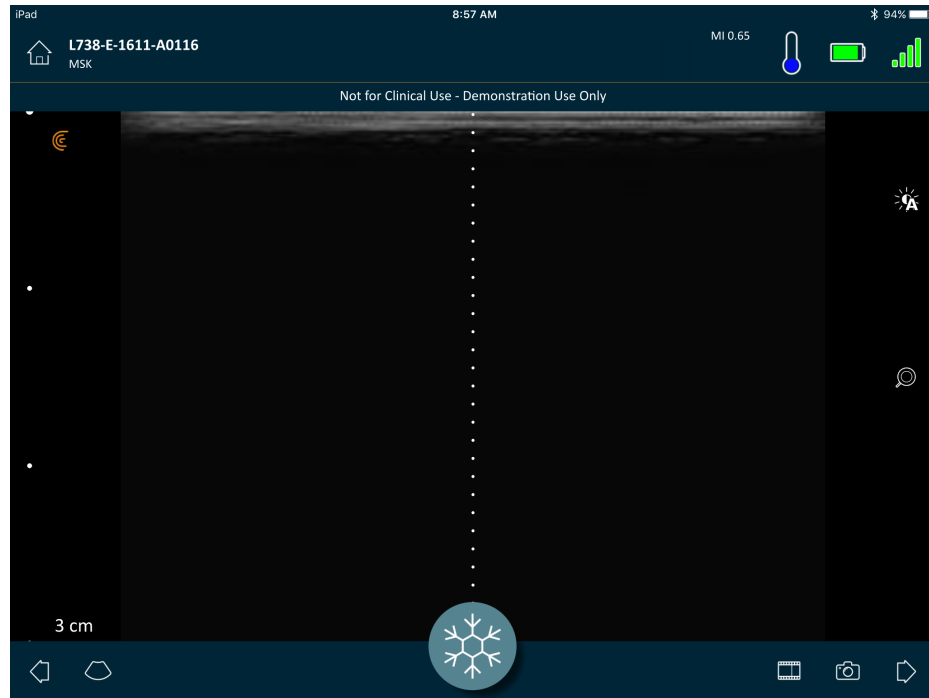 iPad
8:57 AM
94%
L738-E-1611-A0116
MSK
MI 0.65
Not for Clinical Use - Demonstration Use Only
A
3 cm